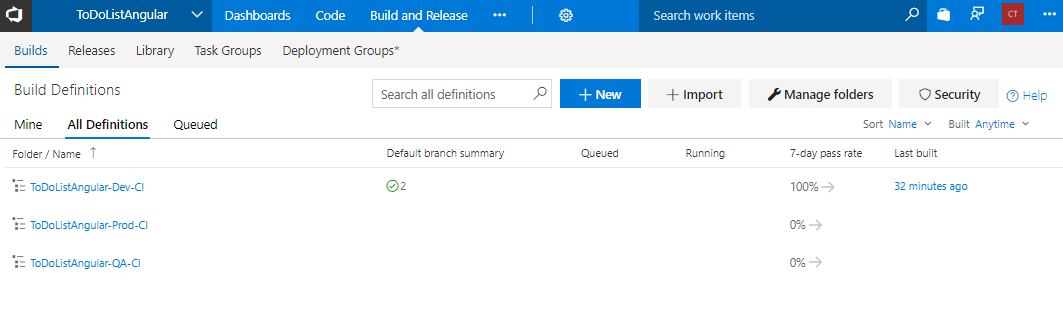 ToDoListAngular Dashboards Code Build and Release ••• Search work items CT •••
Builds Releases Library Task Groups Deployment Groups*
Build Definitions Search all definitions + New + Import Manage folders Security ? Help
Mine All Definitions Queued Sort Name Built Anytime
Folder / Name ↑ Default branch summary Queued Running 7-day pass rate Last built
ToDoListAngular-Dev-CI 2 100% → 32 minutes ago
ToDoListAngular-Prod-CI 0% →
ToDoListAngular-QA-CI 0% →